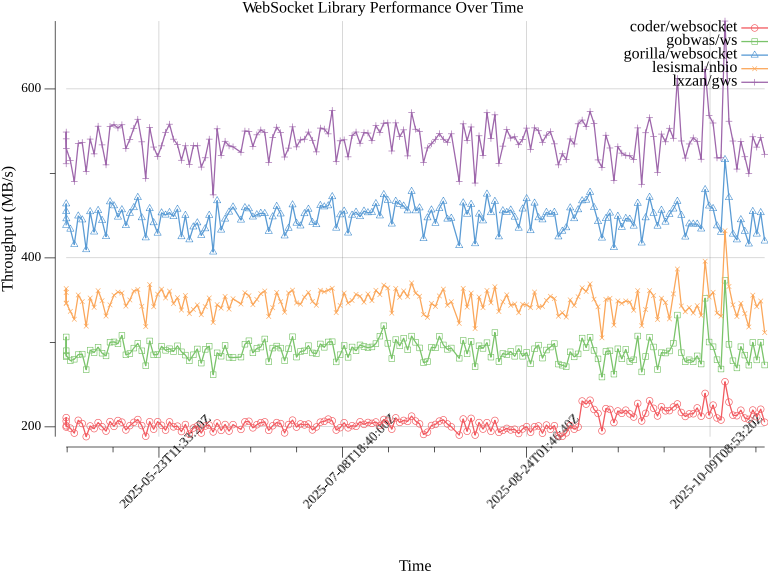 WebSocket Library Performance Over Time
coder/websocket
gobwas/ws
gorilla/websocket
lesismal/nbio
lxzan/gws
600
400
200
Throughput (MB/s)
2025-05-23T11:33:20Z
2025-07-08T18:40:00Z
2025-08-24T01:46:40Z
2025-10-09T08:53:20Z
Time